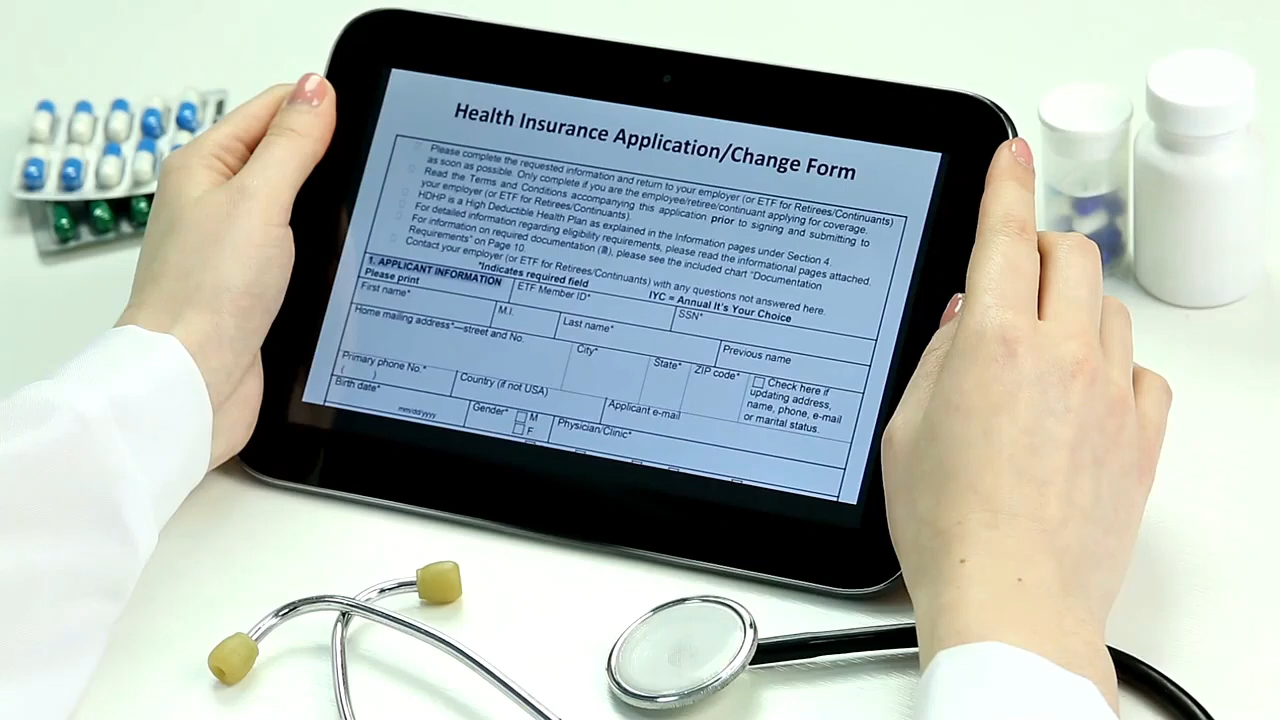 Health Insurance Application/Change Form
Please complete the requested information and return to your employer (or ETF for Retirees/Continuants)
as soon as possible. Only complete if you are the employee/retiree/continuant applying for coverage.
Read the Terms and Conditions accompanying this application prior to signing and submitting to
your employer (or ETF for Retirees/Continuants).
HDHP is a High Deductible Health Plan as explained in the Information pages under Section 4.
For detailed information regarding eligibility requirements, please read the informational pages attached.
For information on required documentation ( ), please see the included chart "Documentation
Requirements" on Page 10.
Contact your employer (or ETF for Retirees/Continuants) with any questions not answered here.
*Indicates required field IYC = Annual It's Your Choice
1. APPLICANT INFORMATION
Please print
ETF Member ID*
SSN*
First name*
M.I.
Last name*
Previous name
Home mailing address*—street and No.
City*
State*
ZIP code*
Check here if
updating address,
name, phone, e-mail
or marital status.
Primary phone No.*
( )
Country (if not USA)
Applicant e-mail
Birth date*
mm/dd/yyyy
Gender*
M
F
Physician/Clinic*